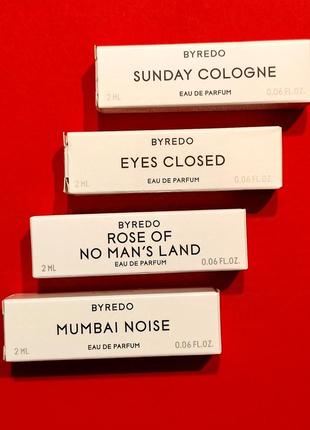 BYREDO
SUNDAY COLOGNE
EAU DE PARFUM
2 ML 0.06 FL.OZ.
BYREDO
EYES CLOSED
EAU DE PARFUM
2 ML 0.06 FL.OZ.
BYREDO
ROSE OF
NO MAN'S LAND
EAU DE PARFUM
2 ML 0.06 FL.OZ.
BYREDO
MUMBAI NOISE
EAU DE PARFUM
2 ML 0.06 FL.OZ.